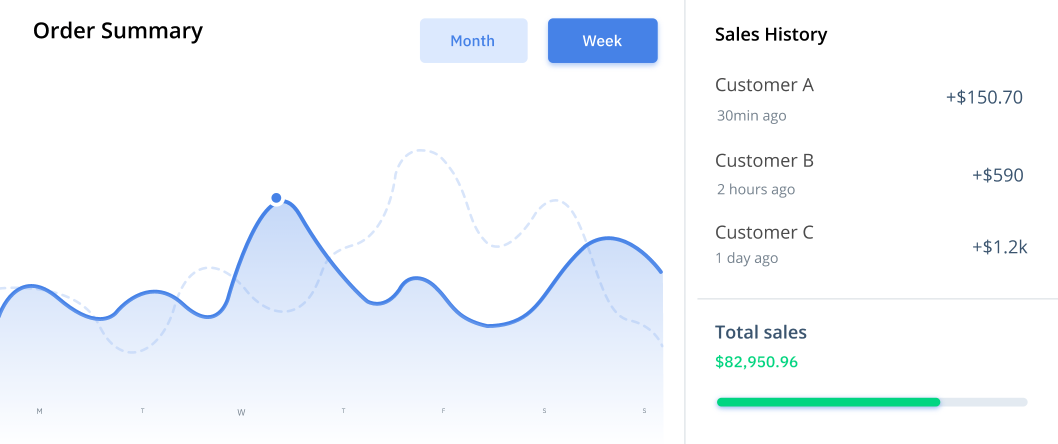 Order Summary
Month
Week
M
T
W
T
F
S
S
Sales History
Customer A
30min ago
+$150.70
Customer B
2 hours ago
+$590
Customer C
1 day ago
+$1.2k
Total sales
$82,950.96